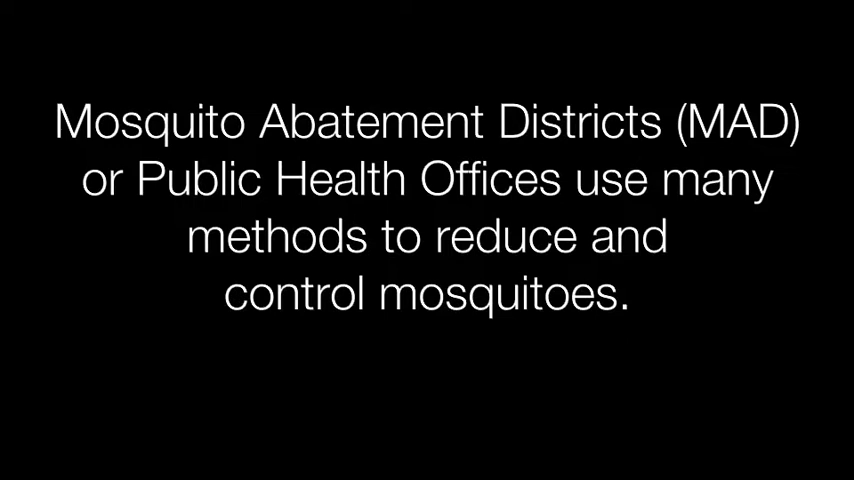 Mosquito Abatement Districts (MAD)
or Public Health Offices use many
methods to reduce and
control mosquitoes.